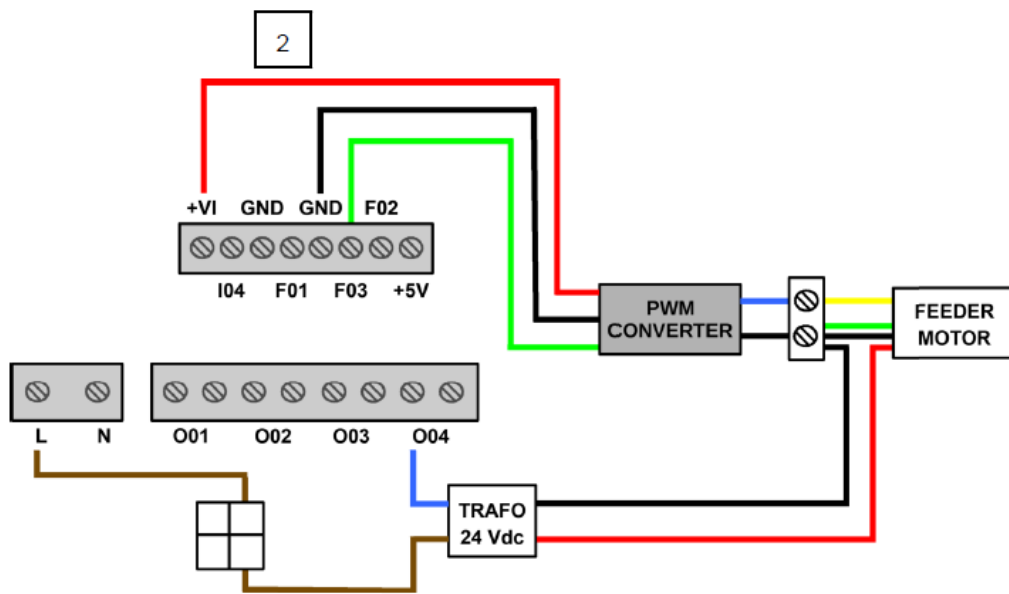 2
+VI GND GND F02
I04 F01 F03 +5V
PWM
CONVERTER
FEEDER
MOTOR
L N O01 O02 O03 O04
TRAFO
24 Vdc